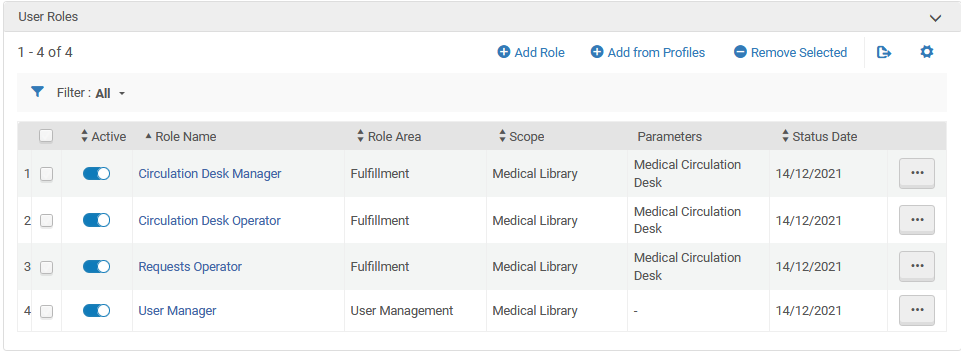 User Roles
1 - 4 of 4
Add Role
Add from Profiles
Remove Selected
Filter : All
Active Role Name Role Area Scope Parameters Status Date
1 Circulation Desk Manager Fulfillment Medical Library Medical Circulation Desk 14/12/2021 ...
2 Circulation Desk Operator Fulfillment Medical Library Medical Circulation Desk 14/12/2021 ...
3 Requests Operator Fulfillment Medical Library Medical Circulation Desk 14/12/2021 ...
4 User Manager User Management Medical Library - 14/12/2021 ...